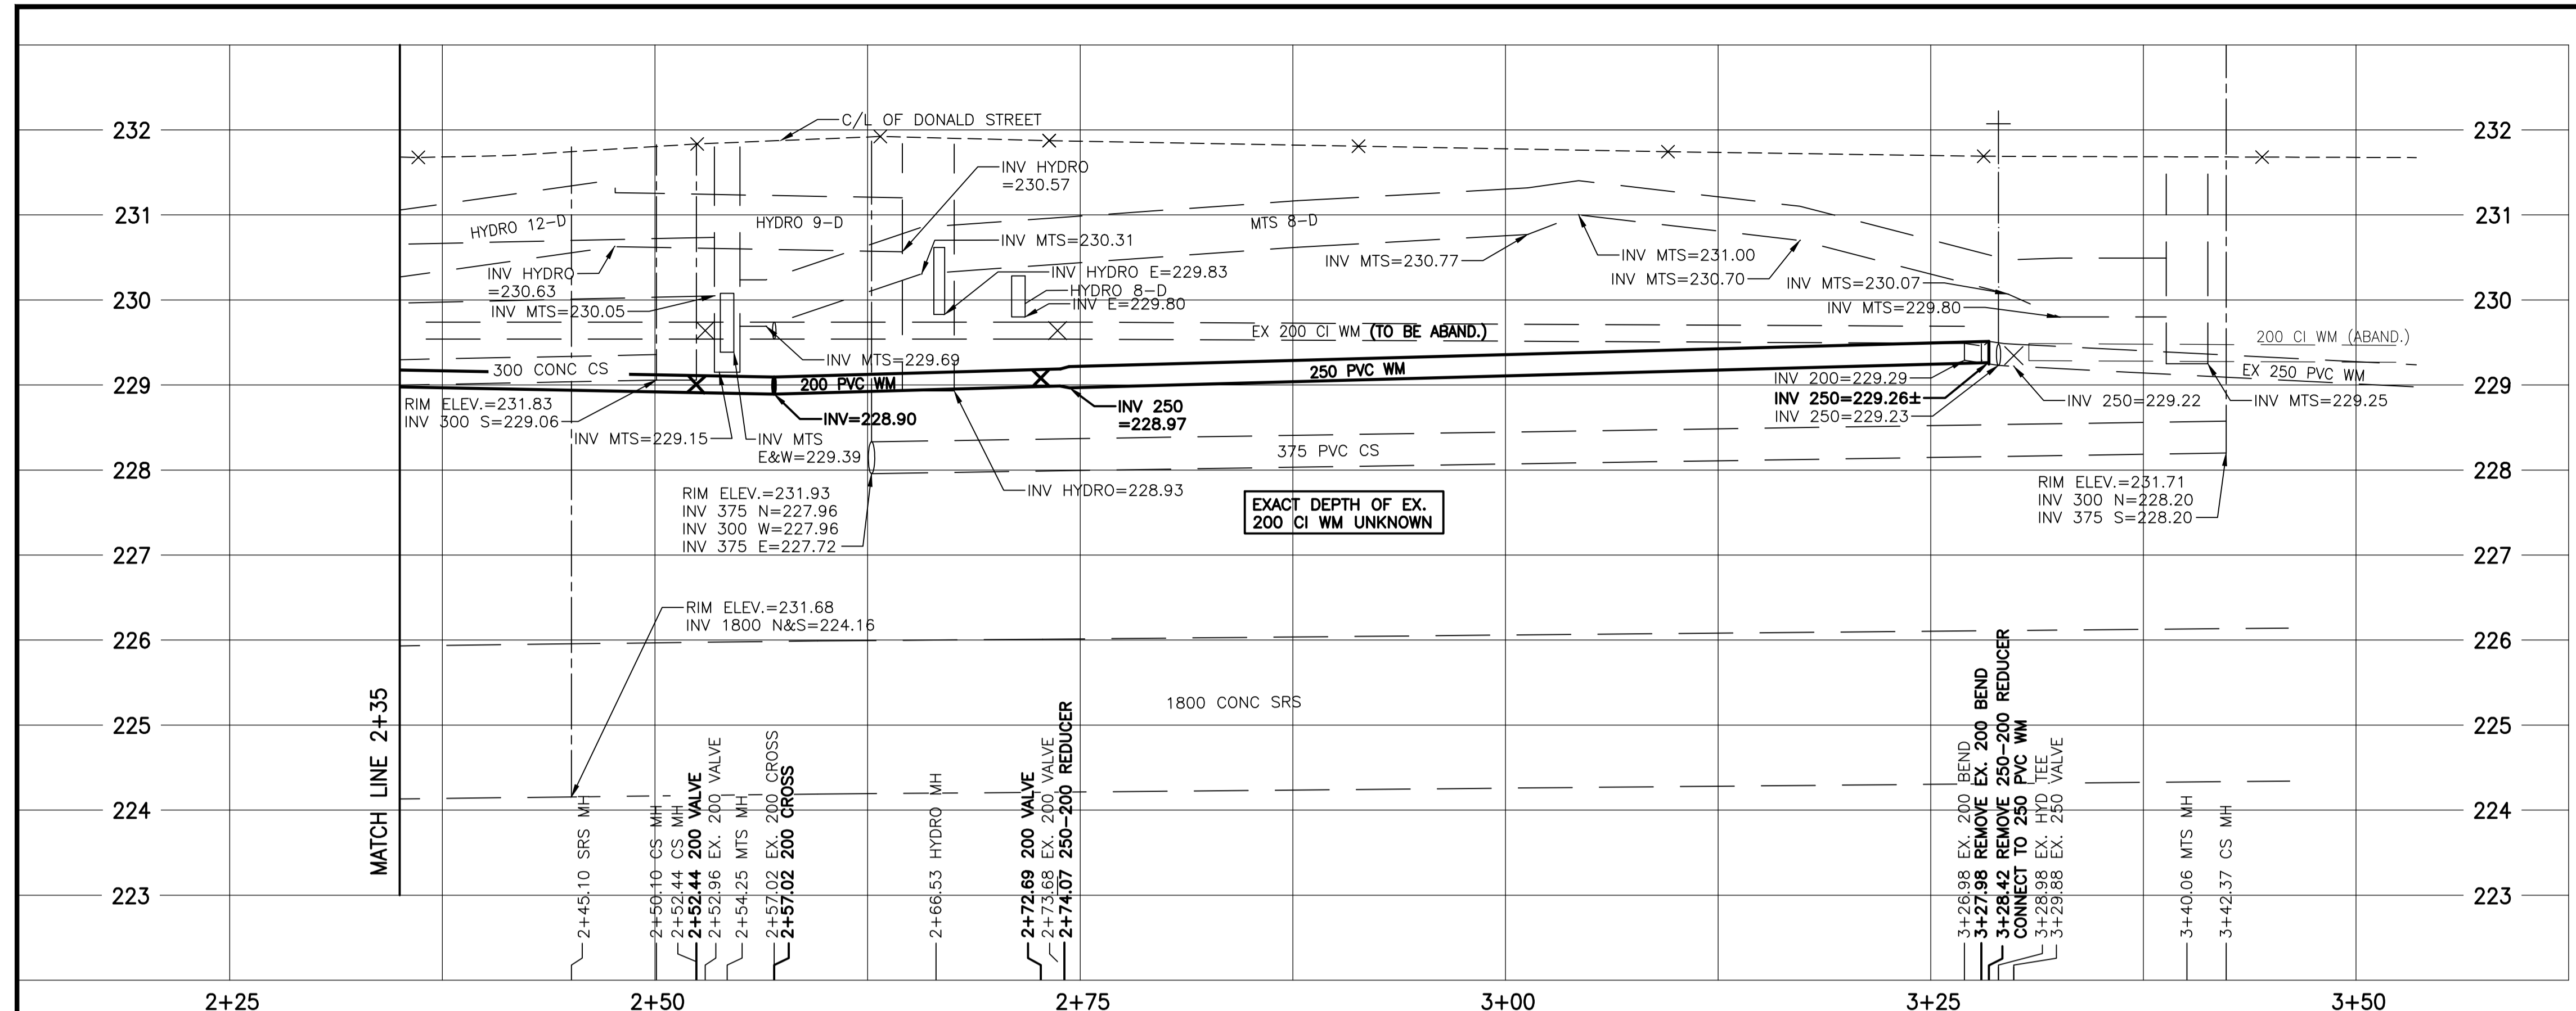 232
C/L OF DONALD STREET
232
INV HYDRO
=230.57
231
HYDRO 12-D
HYDRO 9-D
MTS 8-D
231
INV MTS=230.31
INV HYDRO
=230.63
INV HYDRO E=229.83
HYDRO 8-D
INV E=229.80
INV MTS=230.77
INV MTS=231.00
INV MTS=230.70
INV MTS=230.07
INV MTS=229.80
230
INV MTS=230.05
230
EX 200 CI WM (TO BE ABAND.)
200 CI WM (ABAND.)
INV MTS=229.69
300 CONC CS
200 PVC WM
250 PVC WM
EX 250 PVC WM
229
229
INV 200=229.29
INV 250=229.26±
INV 250=229.23
INV 250=229.22
INV MTS=229.25
RIM ELEV.=231.83
INV 300 S=229.06
INV=228.90
INV 250
=228.97
INV MTS=229.15
INV MTS
E&W=229.39
375 PVC CS
228
228
INV HYDRO=228.93
RIM ELEV.=231.93
INV 375 N=227.96
INV 300 W=227.96
INV 375 E=227.72
EXACT DEPTH OF EX.
200 CI WM UNKNOWN
RIM ELEV.=231.71
INV 300 N=228.20
INV 375 S=228.20
227
227
RIM ELEV.=231.68
INV 1800 N&S=224.16
226
226
1800 CONC SRS
225
225
224
224
223
223
MATCH LINE 2+35
2+45.10 SRS MH
2+50.10 CS MH
2+52.44 CS MH
2+52.44 200 VALVE
2+52.96 EX. 200 VALVE
2+54.25 MTS MH
2+57.02 EX. 200 CROSS
2+57.02 200 CROSS
2+66.53 HYDRO MH
2+72.69 200 VALVE
2+73.68 EX. 200 VALVE
2+74.07 250-200 REDUCER
3+26.98 EX. 200 BEND
3+27.98 REMOVE EX. 200 BEND
3+28.42 REMOVE 250-200 REDUCER
CONNECT TO 250 PVC WM
3+28.98 EX. HYD TEE
3+29.88 EX. 250 VALVE
3+40.06 MTS MH
3+42.37 CS MH
2+25
2+50
2+75
3+00
3+25
3+50